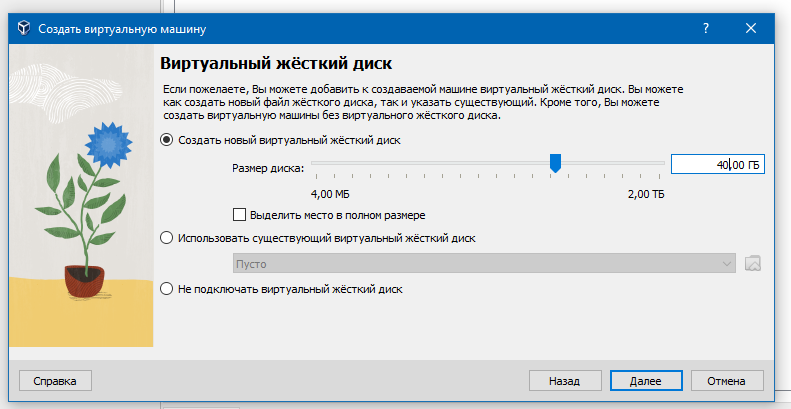 Создать виртуальную машину
?
Виртуальный жёсткий диск
Если пожелаете, Вы можете добавить к создаваемой машине виртуальный жёсткий диск. Вы можете
как создать новый файл жёсткого диска, так и указать существующий. Кроме того, Вы можете
создать виртуальную машины без виртуального жёсткого диска.
Создать новый виртуальный жёсткий диск
Размер диска:
40,00 ГБ
4,00 МБ
2,00 ТБ
Выделить место в полном размере
Использовать существующий виртуальный жёсткий диск
Пусто
Не подключать виртуальный жёсткий диск
Справка
Назад
Далее
Отмена